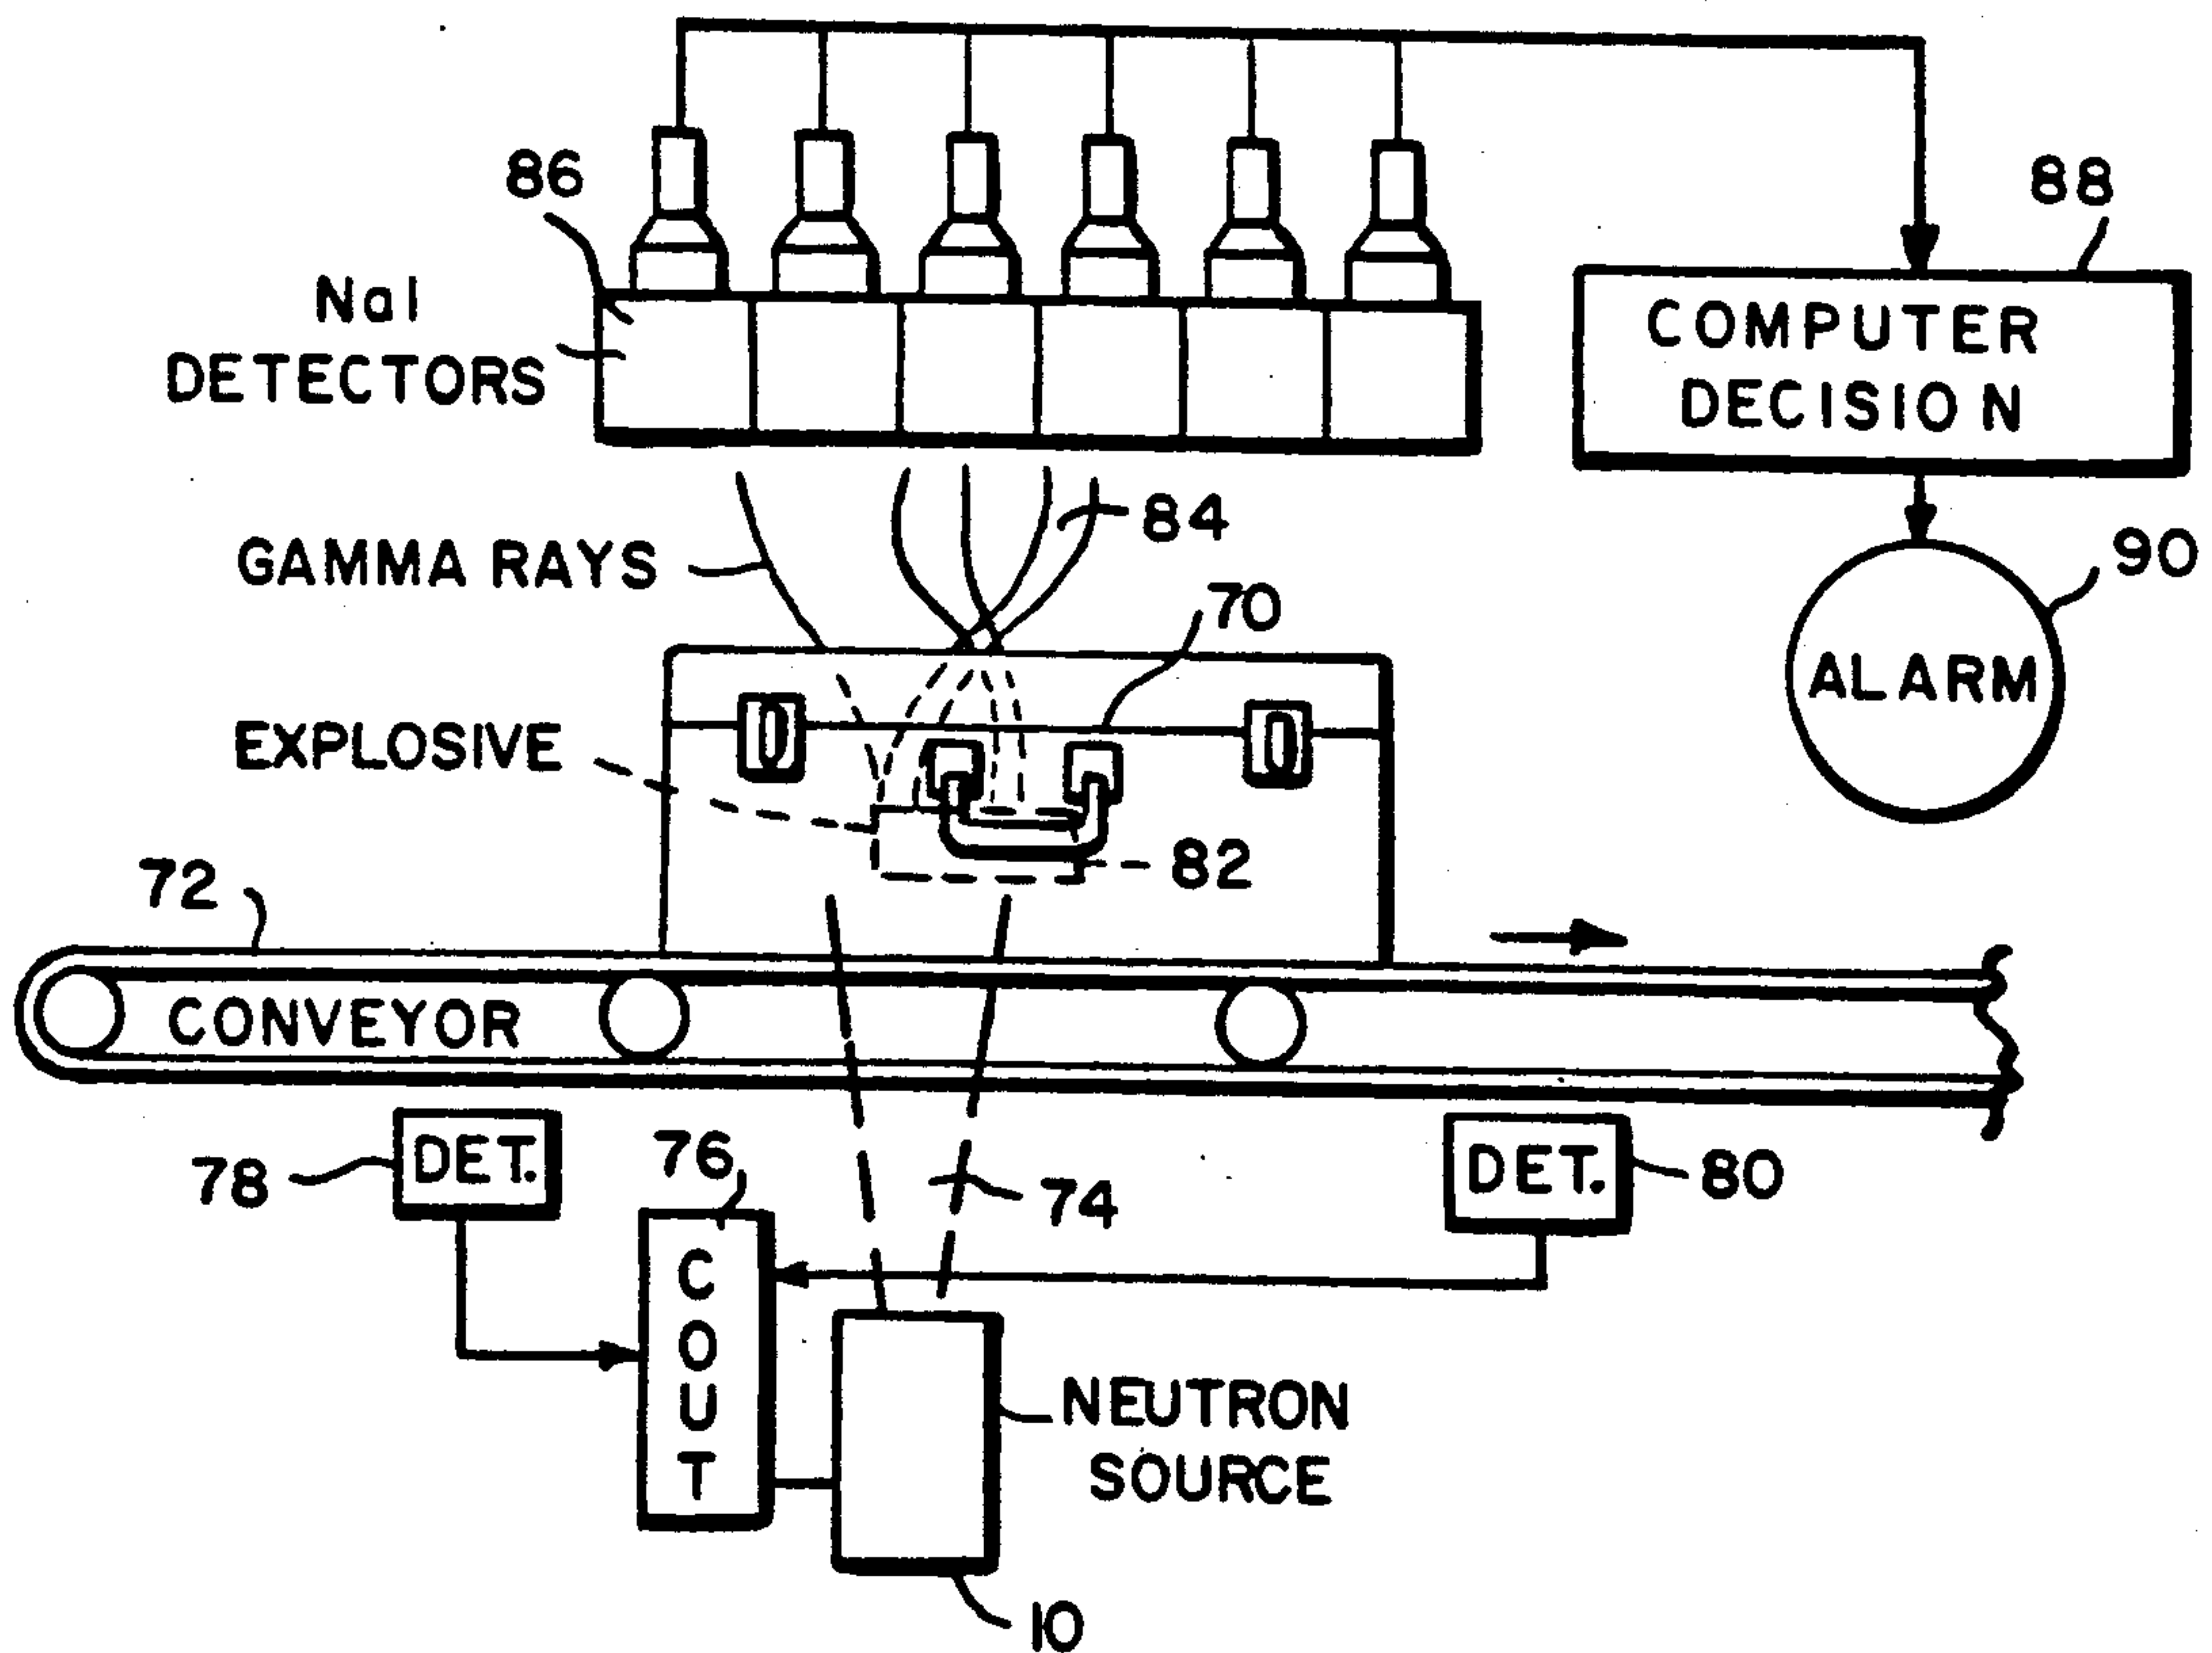 86
88
NaI
DETECTORS
COMPUTER
DECISION
84
GAMMA RAYS
90
70
ALARM
EXPLOSIVE
82
72
CONVEYOR
78
DET.
76
74
DET.
80
COUT
NEUTRON
SOURCE
10